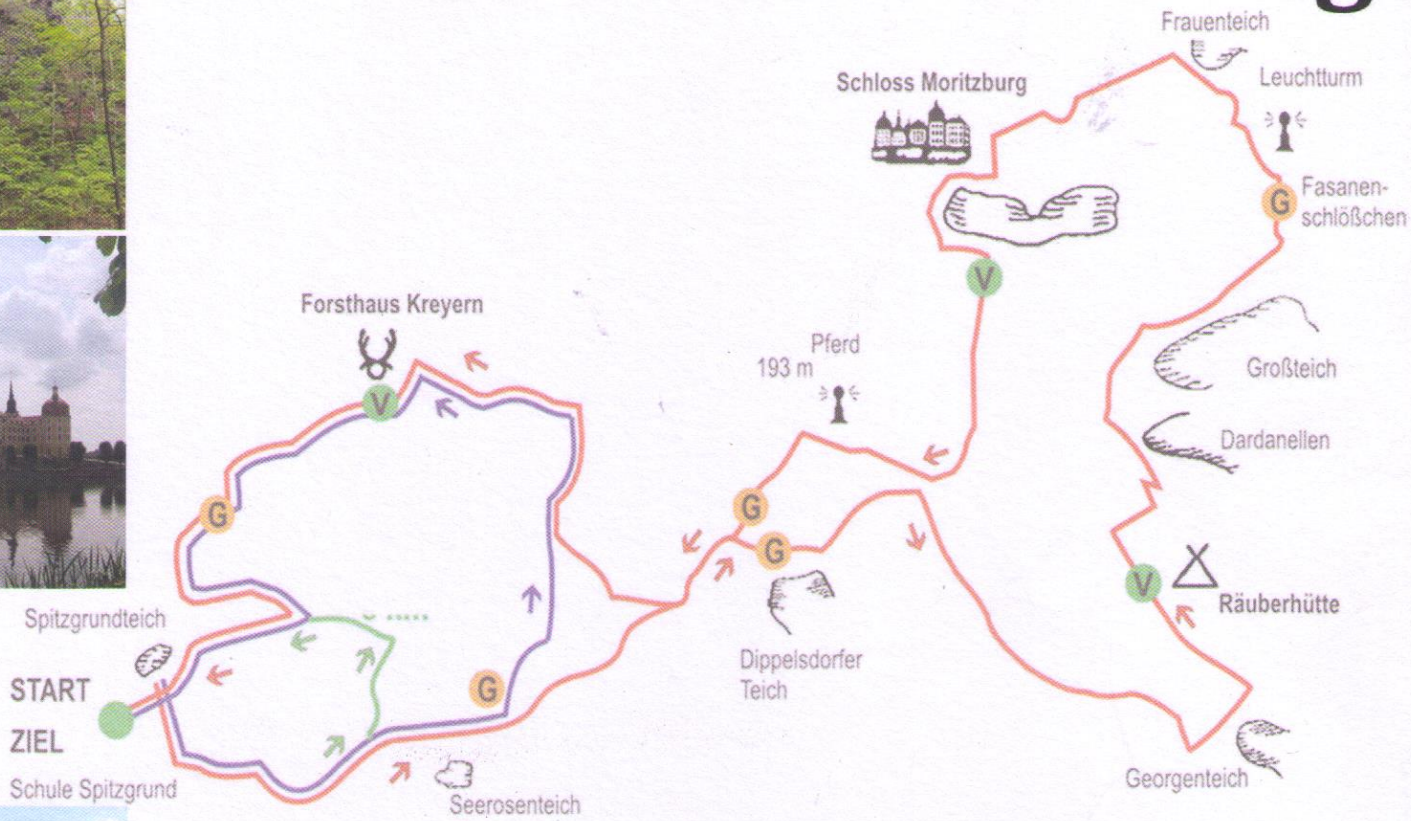 Frauenteich
Schloss Moritzburg
Leuchtturm
G
Fasanen-
schlößchen
V
Forsthaus Kreyern
Pferd
193 m
Großteich
V
Dardanellen
G
G
G
V
Räuberhütte
Spitzgrundteich
Dippelsdorfer
Teich
START
G
ZIEL
Georgenteich
Schule Spitzgrund
Seerosenteich